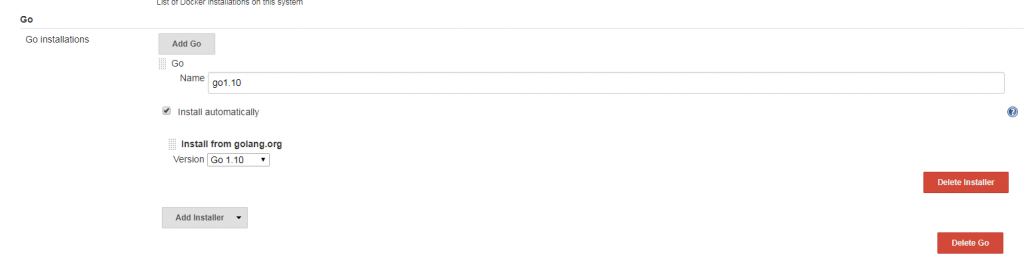 List of Docker installations on this system
Go
Go installations
Add Go
Go
Name go1.10
Install automatically
Install from golang.org
Version Go 1.10
Delete Installer
Add Installer
Delete Go